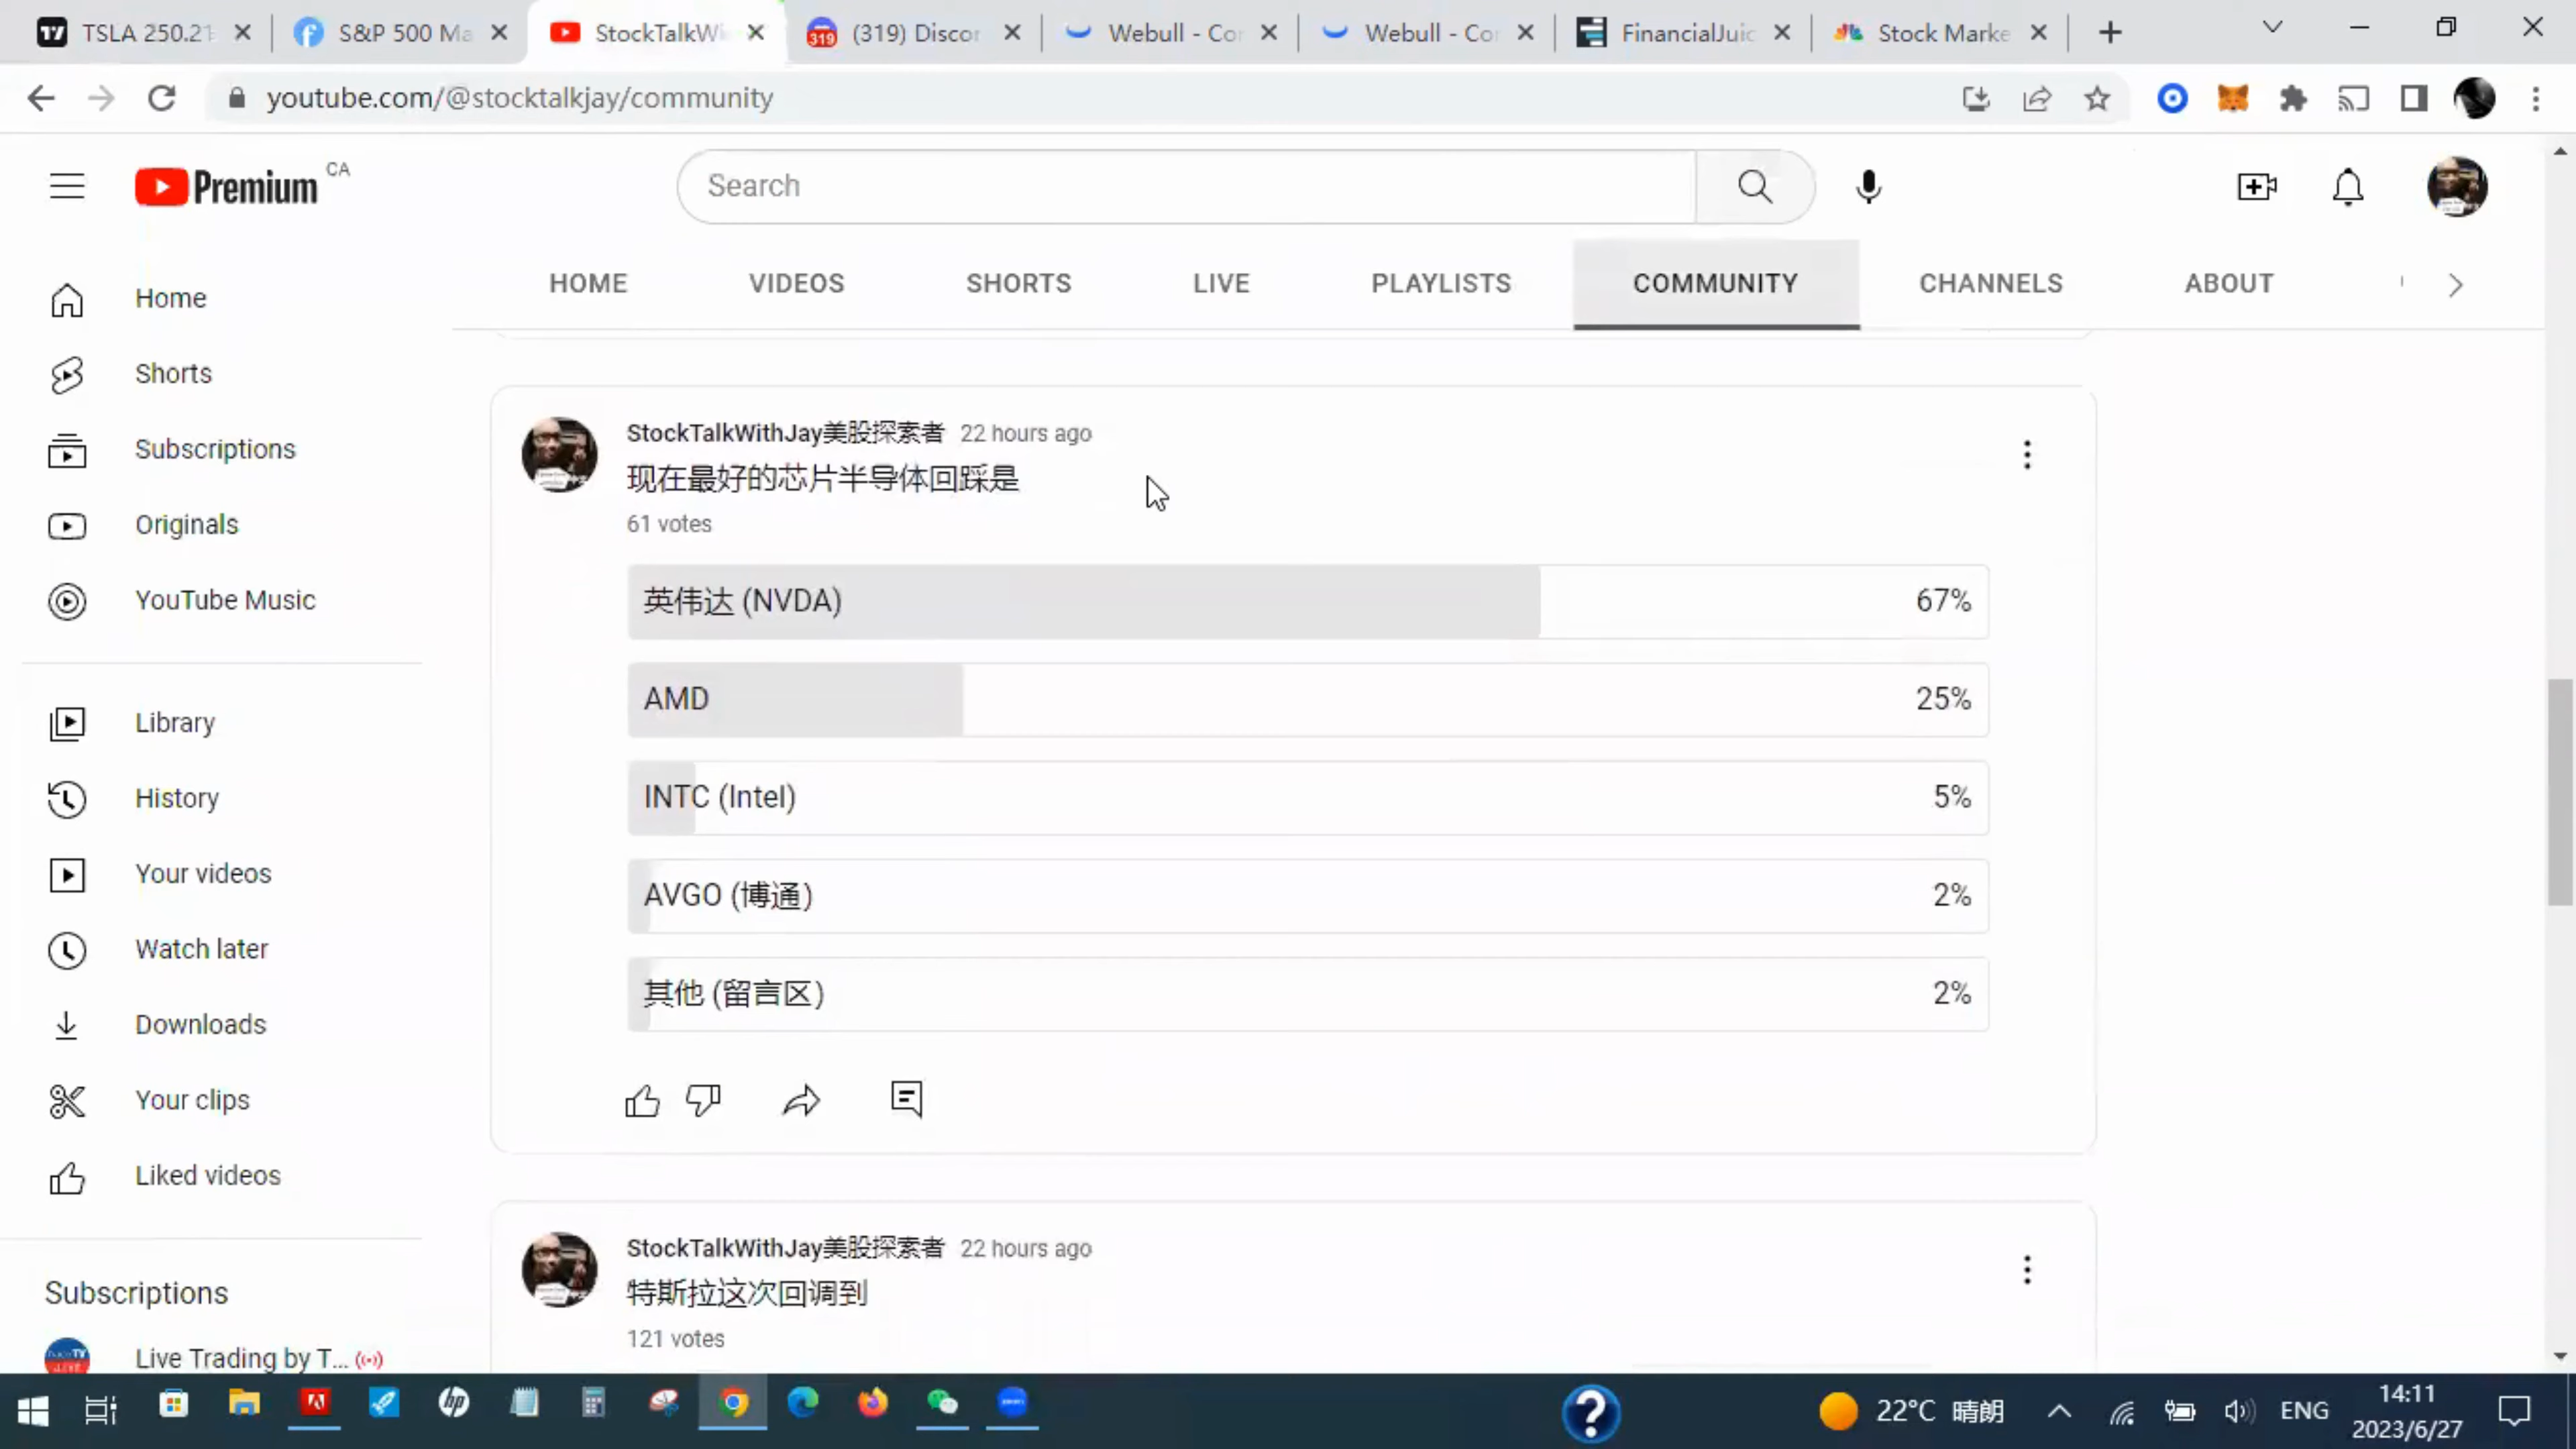 TSLA 250.21
S&P 500 Ma
StockTalkWi
(319) Discor
Webull - Cor
Webull - Cor
FinancialJuic
Stock Marke
youtube.com/@stocktalkjay/community
Premium CA
Search
HOME VIDEOS SHORTS LIVE PLAYLISTS COMMUNITY CHANNELS ABOUT
Home
Shorts
Subscriptions
Originals
YouTube Music
Library
History
Your videos
Watch later
Downloads
Your clips
Liked videos
Subscriptions
Live Trading by T...
StockTalkWithJay美股探索者 22 hours ago
现在最好的芯片半导体回踩是
61 votes
英伟达 (NVDA) 67%
AMD 25%
INTC (Intel) 5%
AVGO (博通) 2%
其他 (留言区) 2%
StockTalkWithJay美股探索者 22 hours ago
特斯拉这次回调到
121 votes
22°C 晴朗
ENG
14:11
2023/6/27